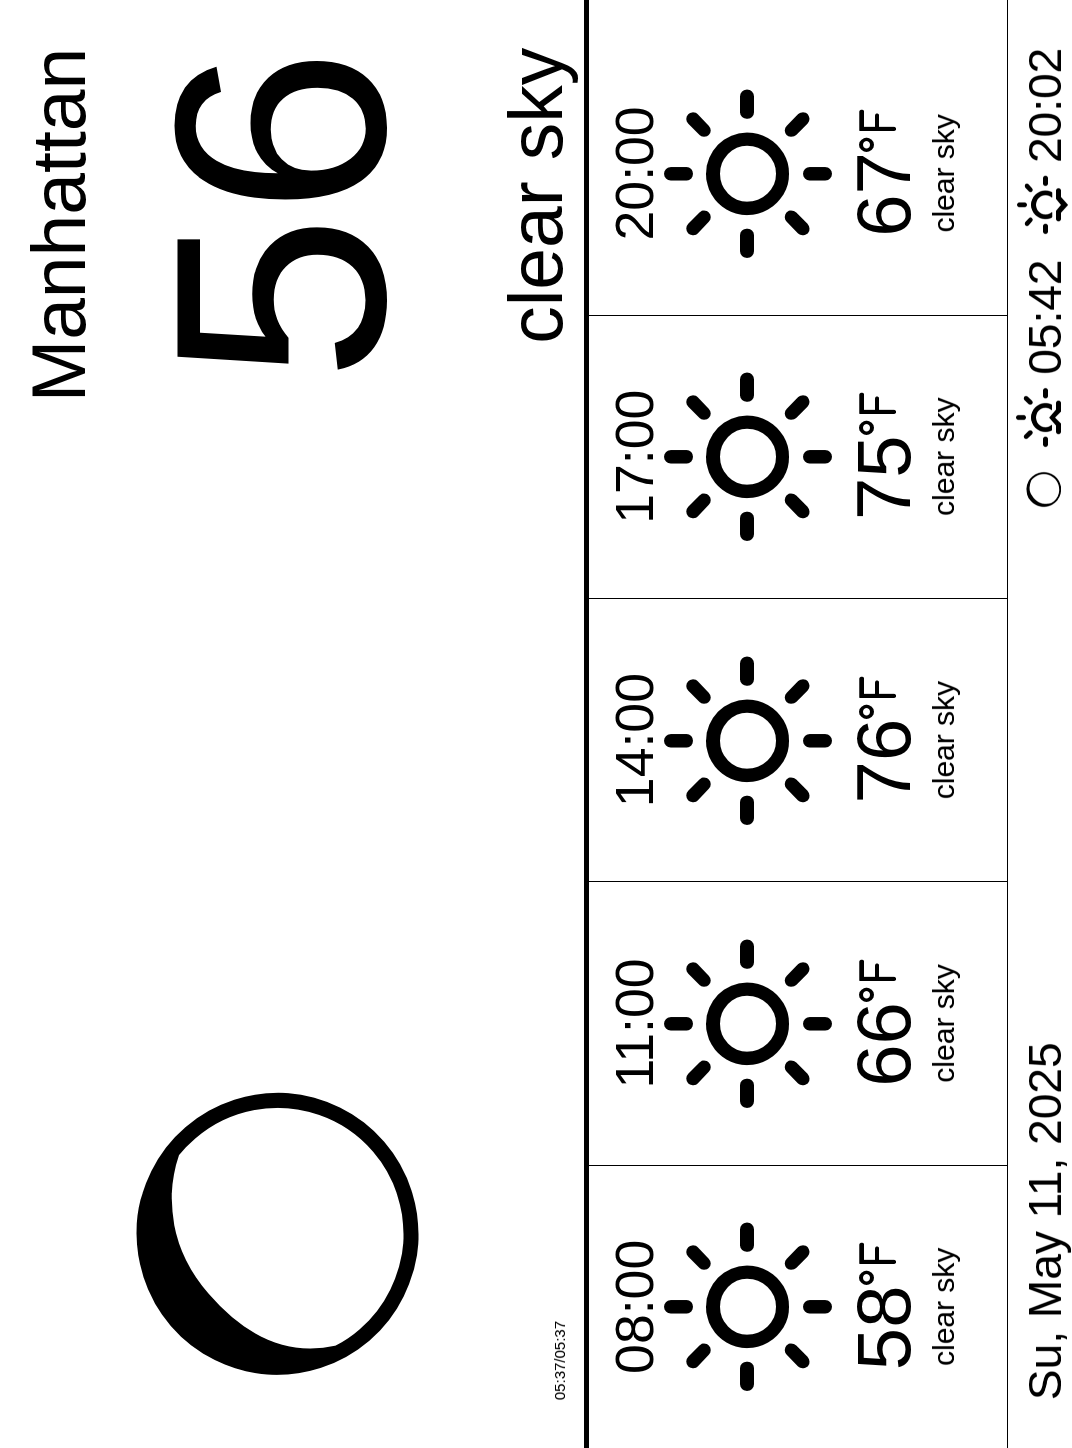 Manhattan
56
clear sky
05:37/05:37
08:00 11:00 14:00 17:00 20:00
58°F 66°F 76°F 75°F 67°F
clear sky clear sky clear sky clear sky clear sky
Su, May 11, 2025 05:42 20:02